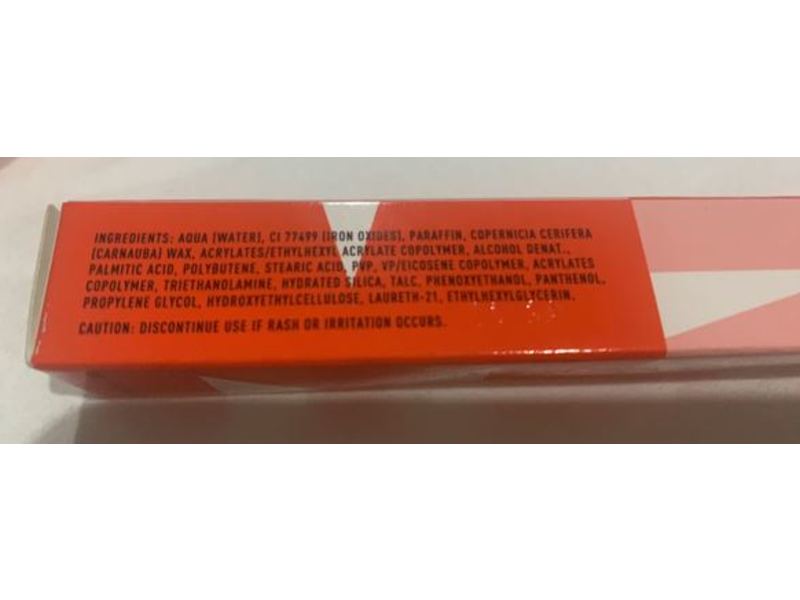 INGREDIENTS: AQUA (WATER), CI 77499 (IRON OXIDES), PARAFFIN, COPERNICIA CERIFERA
(CARNAUBA) WAX, ACRYLATES/ETHYLHEXYL ACRYLATE COPOLYMER, ALCOHOL DENAT.,
PALMITIC ACID, POLYBUTENE, STEARIC ACID, PVP, VP/EICOSENE COPOLYMER, ACRYLATES
COPOLYMER, TRIETHANOLAMINE, HYDRATED SILICA, TALC, PHENOXYETHANOL, PANTHENOL,
PROPYLENE GLYCOL, HYDROXYETHYLCELLULOSE, LAURETH-21, ETHYLHEXYLGLYCERIN.
CAUTION: DISCONTINUE USE IF RASH OR IRRITATION OCCURS.